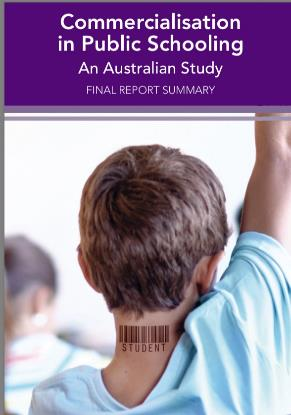 Commercialisation
in Public Schooling
An Australian Study
FINAL REPORT SUMMARY
STUDENT